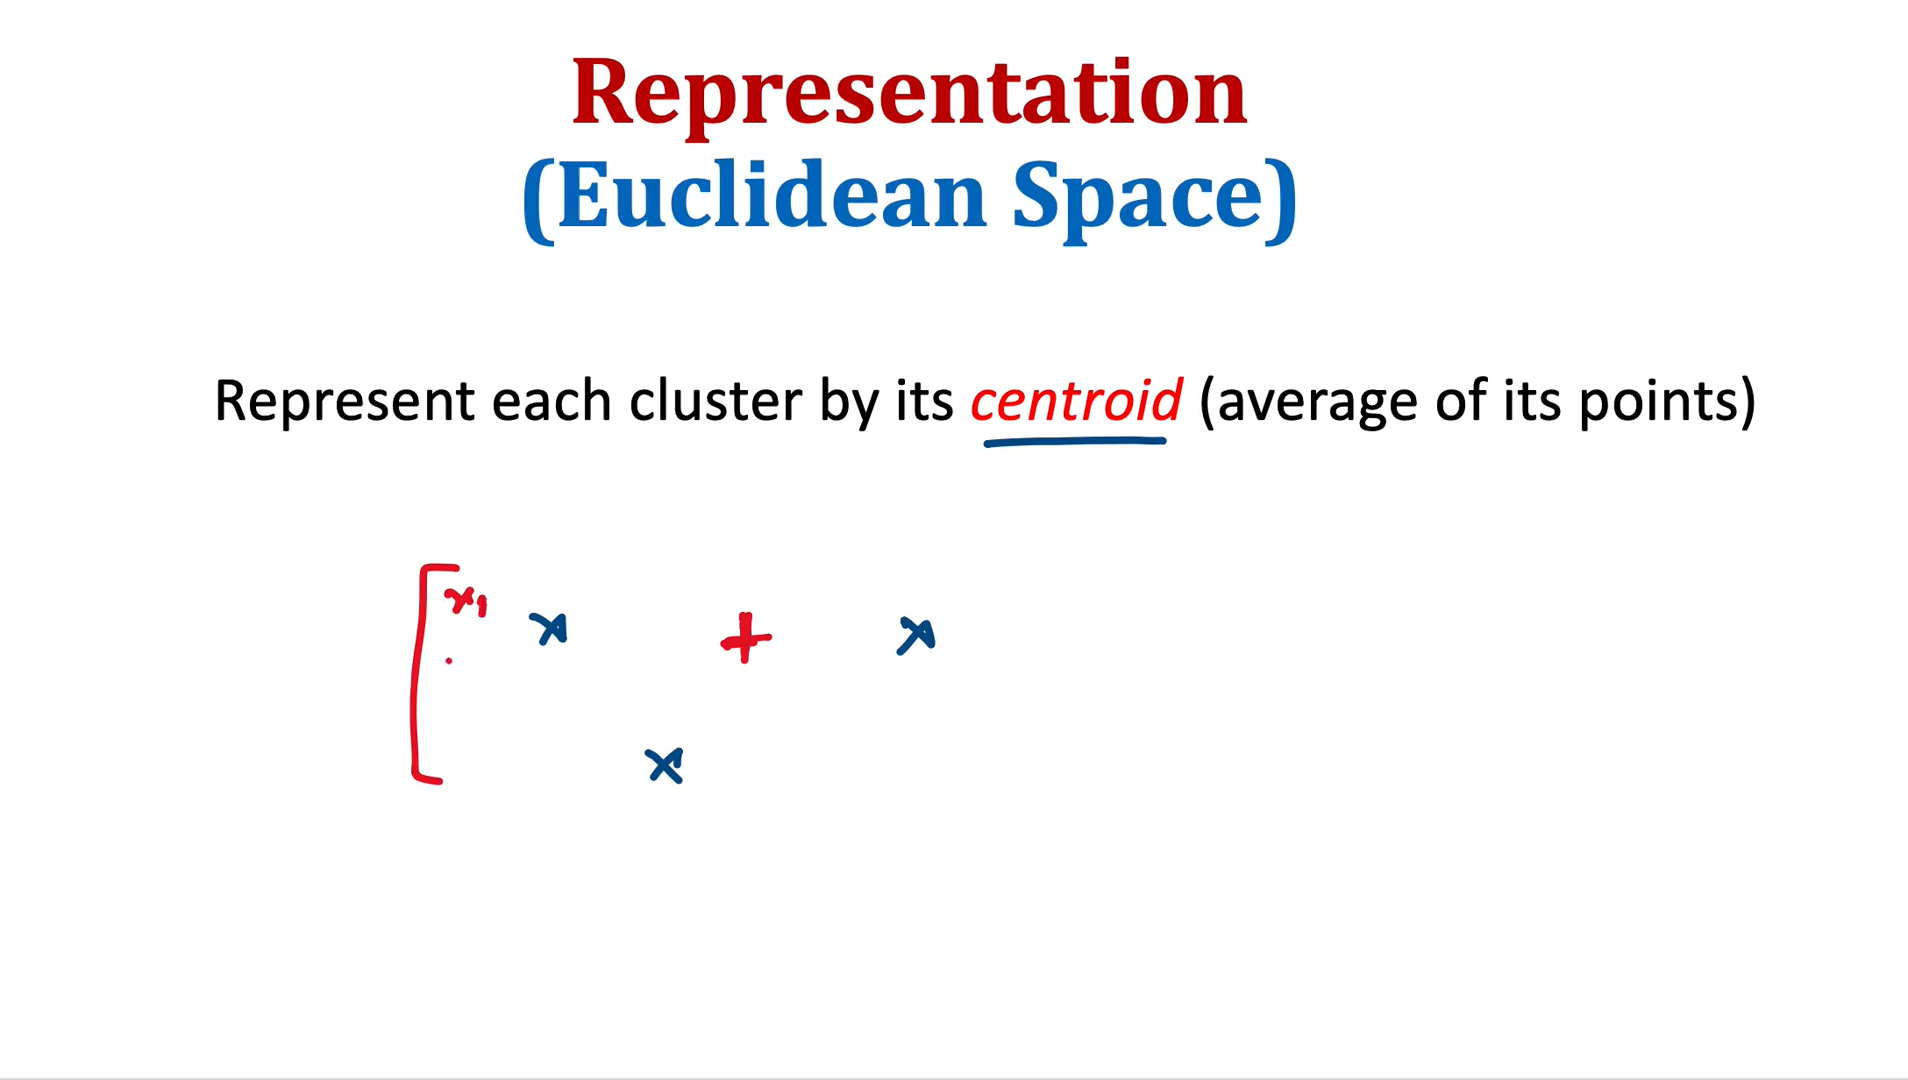 Representation
(Euclidean Space)
Represent each cluster by its centroid (average of its points)
x1
x + x
x